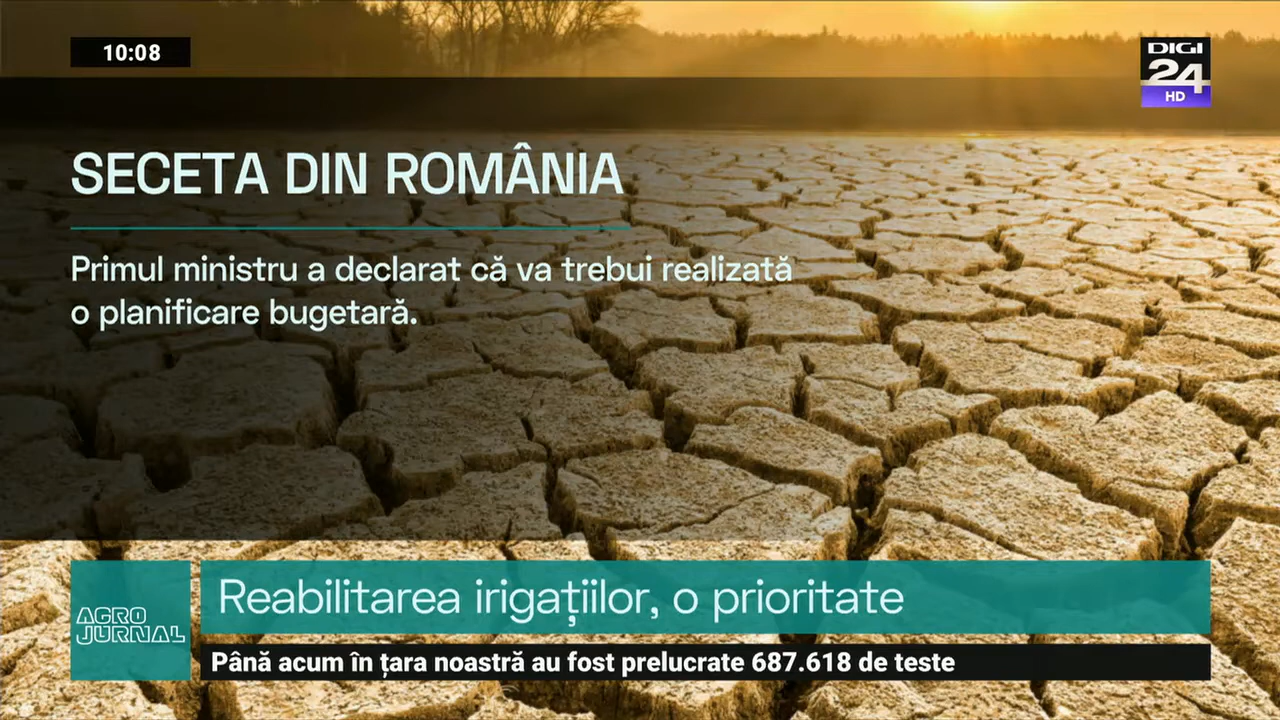 10:08
DIGI
24
HD
SECETA DIN ROMÂNIA
Primul ministru a declarat că va trebui realizată
o planificare bugetară.
Reabilitarea irigațiilor, o prioritate
AGRO
JURNAL
Până acum în țara noastră au fost prelucrate 687.618 de teste